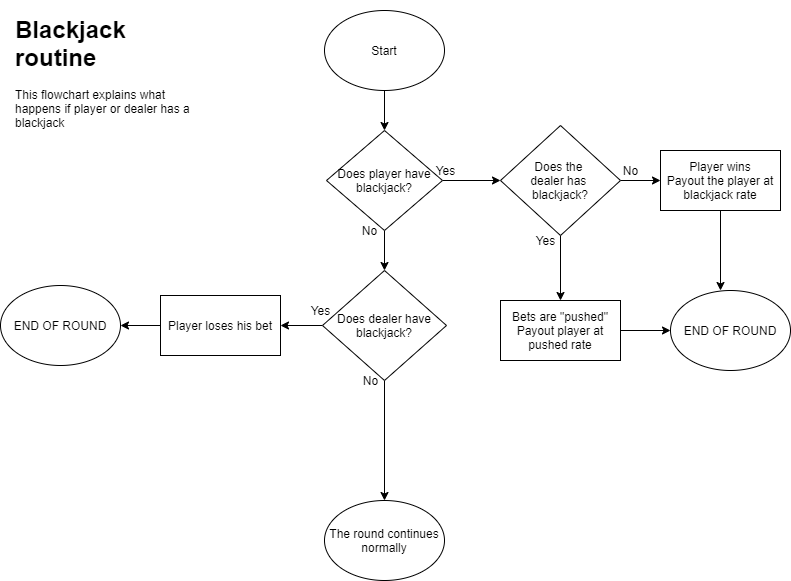 Blackjack
routine
This flowchart explains what
happens if player or dealer has a
blackjack
Start
Does player have
blackjack?
Yes
Does the
dealer has
blackjack?
No
Player wins
Payout the player at
blackjack rate
No
Yes
END OF ROUND
Player loses his bet
Yes
Does dealer have
blackjack?
Bets are "pushed"
Payout player at
pushed rate
END OF ROUND
No
The round continues
normally